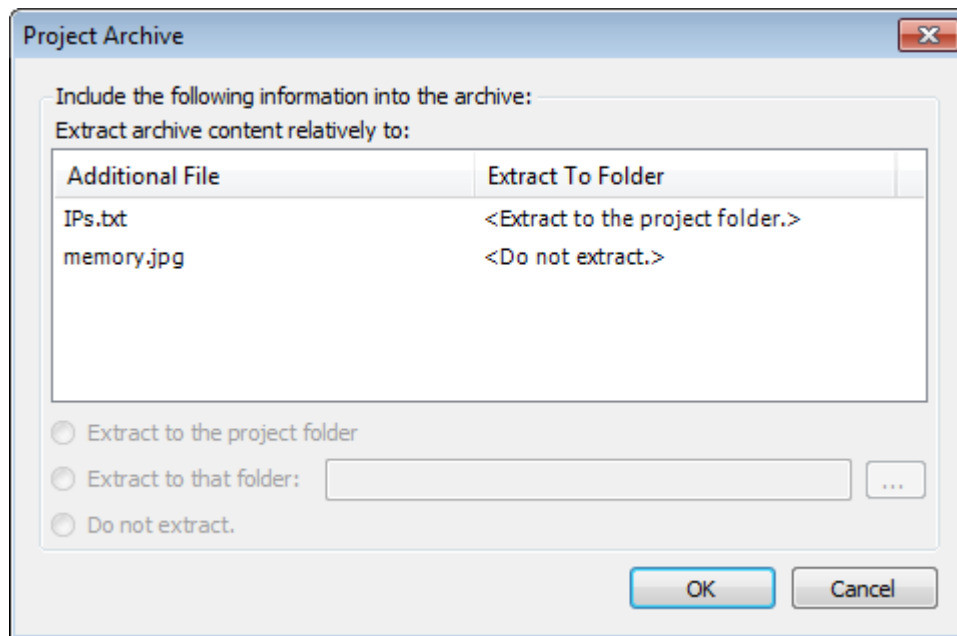 Project Archive
Include the following information into the archive:
Extract archive content relatively to:
Additional File Extract To Folder
IPs.txt <Extract to the project folder.>
memory.jpg <Do not extract.>
Extract to the project folder
Extract to that folder: ...
Do not extract.
OK Cancel